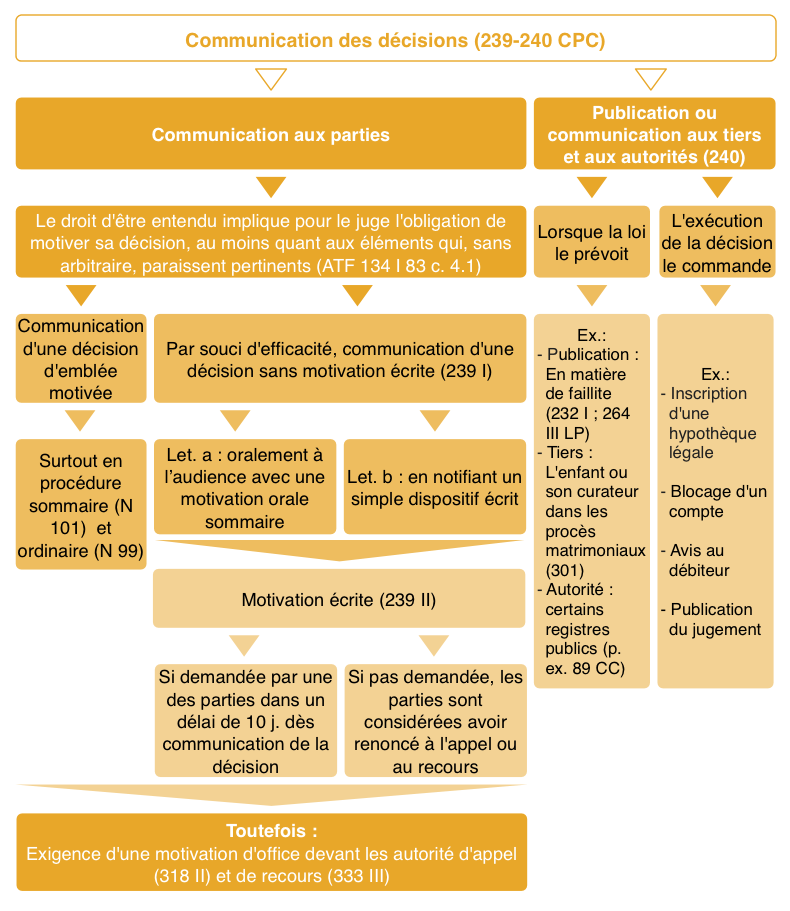 Communication des décisions (239-240 CPC)
Communication aux parties
Publication ou
communication aux tiers
et aux autorités (240)
Le droit d'être entendu implique pour le juge l'obligation de
motiver sa décision, au moins quant aux éléments qui, sans
arbitraire, paraissent pertinents (ATF 134 I 83 c. 4.1)
Lorsque la loi
le prévoit
L'exécution
de la décision
le commande
Communication
d'une décision
d'emblée
motivée
Par souci d'efficacité, communication d'une
décision sans motivation écrite (239 I)
Surtout en
procédure
sommaire (N
101)  et
ordinaire (N 99)
Let. a : oralement à
l’audience avec une
motivation orale
sommaire
Let. b : en notifiant un
simple dispositif écrit
Motivation écrite (239 II)
Si demandée par une
des parties dans un
délai de 10 j. dès
communication de la
décision
Si pas demandée, les
parties sont
considérées avoir
renoncé à l'appel ou
au recours
Toutefois :
Exigence d'une motivation d'office devant les autorité d'appel
(318 II) et de recours (333 III)
Ex.:
- Publication :
En matière
de faillite
(232 I ; 264
III LP)
- Tiers :
L'enfant ou
son curateur
dans les
procès
matrimoniaux
(301)
- Autorité :
certains
registres
publics (p.
ex. 89 CC)
Ex.:
- Inscription
d'une
hypothèque
légale
- Blocage d'un
compte
- Avis au
débiteur
- Publication
du jugement